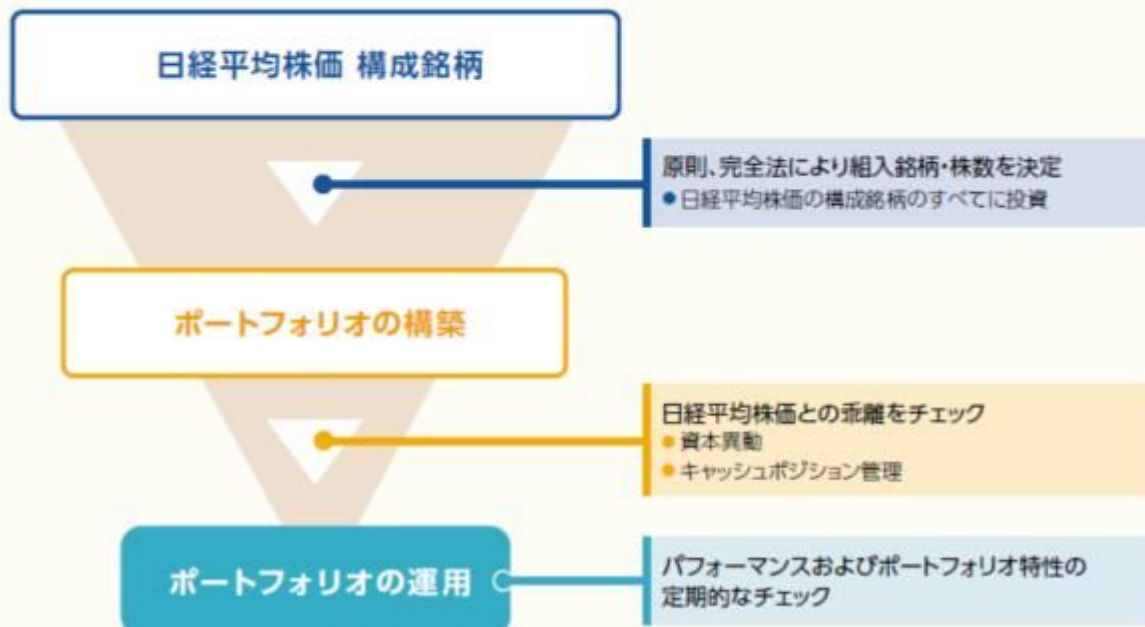 日経平均株価 構成銘柄
原則、完全法により組入銘柄・株数を決定
●日経平均株価の構成銘柄のすべてに投資
ポートフォリオの構築
日経平均株価との乖離をチェック
●資本異動
●キャッシュポジション管理
ポートフォリオの運用
パフォーマンスおよびポートフォリオ特性の
定期的なチェック